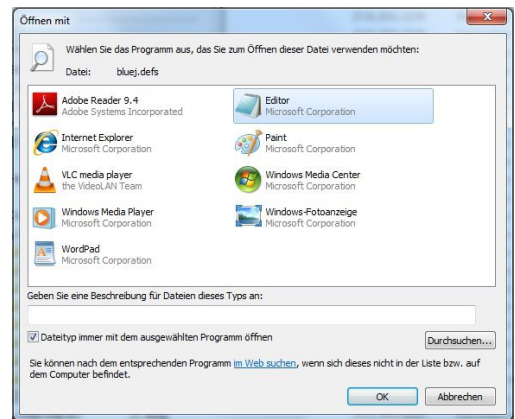 Öffnen mit
Wählen Sie das Programm aus, das Sie zum Öffnen dieser Datei verwenden möchten:
Datei: bluej.defs
Adobe Reader 9.4
Adobe Systems Incorporated
Editor
Microsoft Corporation
Internet Explorer
Microsoft Corporation
Paint
Microsoft Corporation
VLC media player
the VideoLAN Team
Windows Media Center
Microsoft Corporation
Windows Media Player
Microsoft Corporation
Windows-Fotoanzeige
Microsoft Corporation
WordPad
Microsoft Corporation
Geben Sie eine Beschreibung für Dateien dieses Typs an:
Dateityp immer mit dem ausgewählten Programm öffnen
Durchsuchen...
Sie können nach dem entsprechenden Programm im Web suchen, wenn sich dieses nicht in der Liste bzw. auf
dem Computer befindet.
OK
Abbrechen